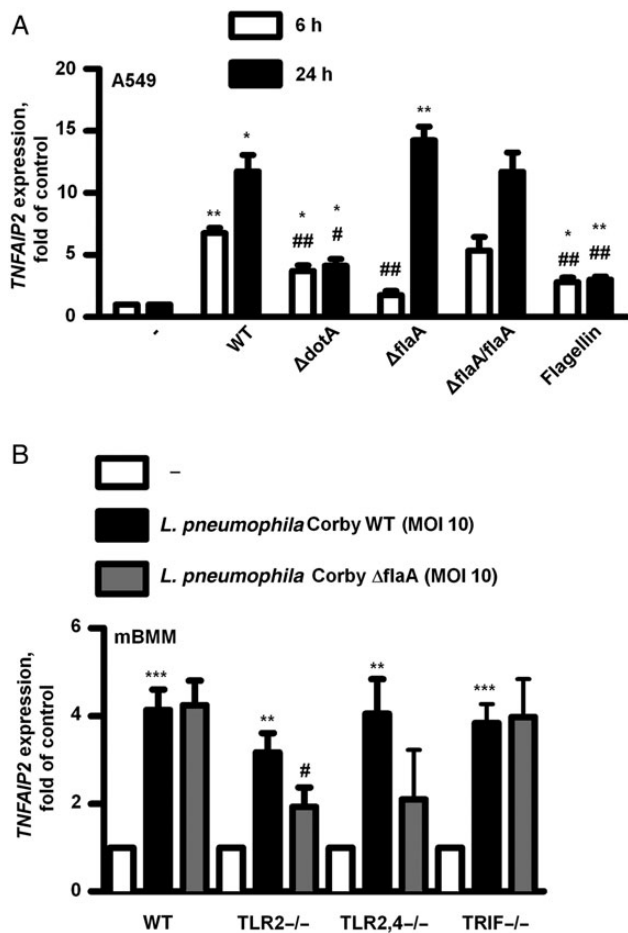 A
6 h
24 h
A549
TNFAIP2 expression,
fold of control
20
15
10
5
0
** * * ## * # ## ** * ## ** ##
- WT ΔdotA ΔflaA ΔflaA/flaA Flagellin
B
–
L. pneumophila Corby WT (MOI 10)
L. pneumophila Corby ΔflaA (MOI 10)
mBMM
TNFAIP2 expression,
fold of control
6
4
2
0
*** ** # ** ***
WT TLR2–/– TLR2,4–/– TRIF–/–